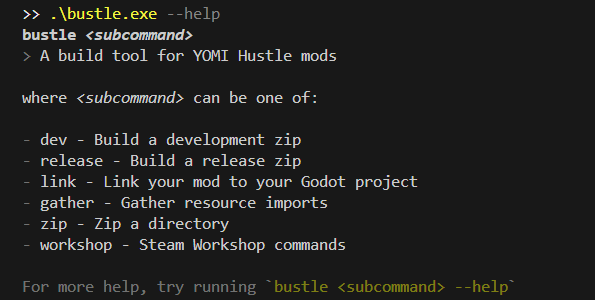 >> .\bustle.exe --help
bustle <subcommand>
> A build tool for YOMI Hustle mods
where <subcommand> can be one of:
- dev - Build a development zip
- release - Build a release zip
- link - Link your mod to your Godot project
- gather - Gather resource imports
- zip - Zip a directory
- workshop - Steam Workshop commands
For more help, try running `bustle <subcommand> --help`